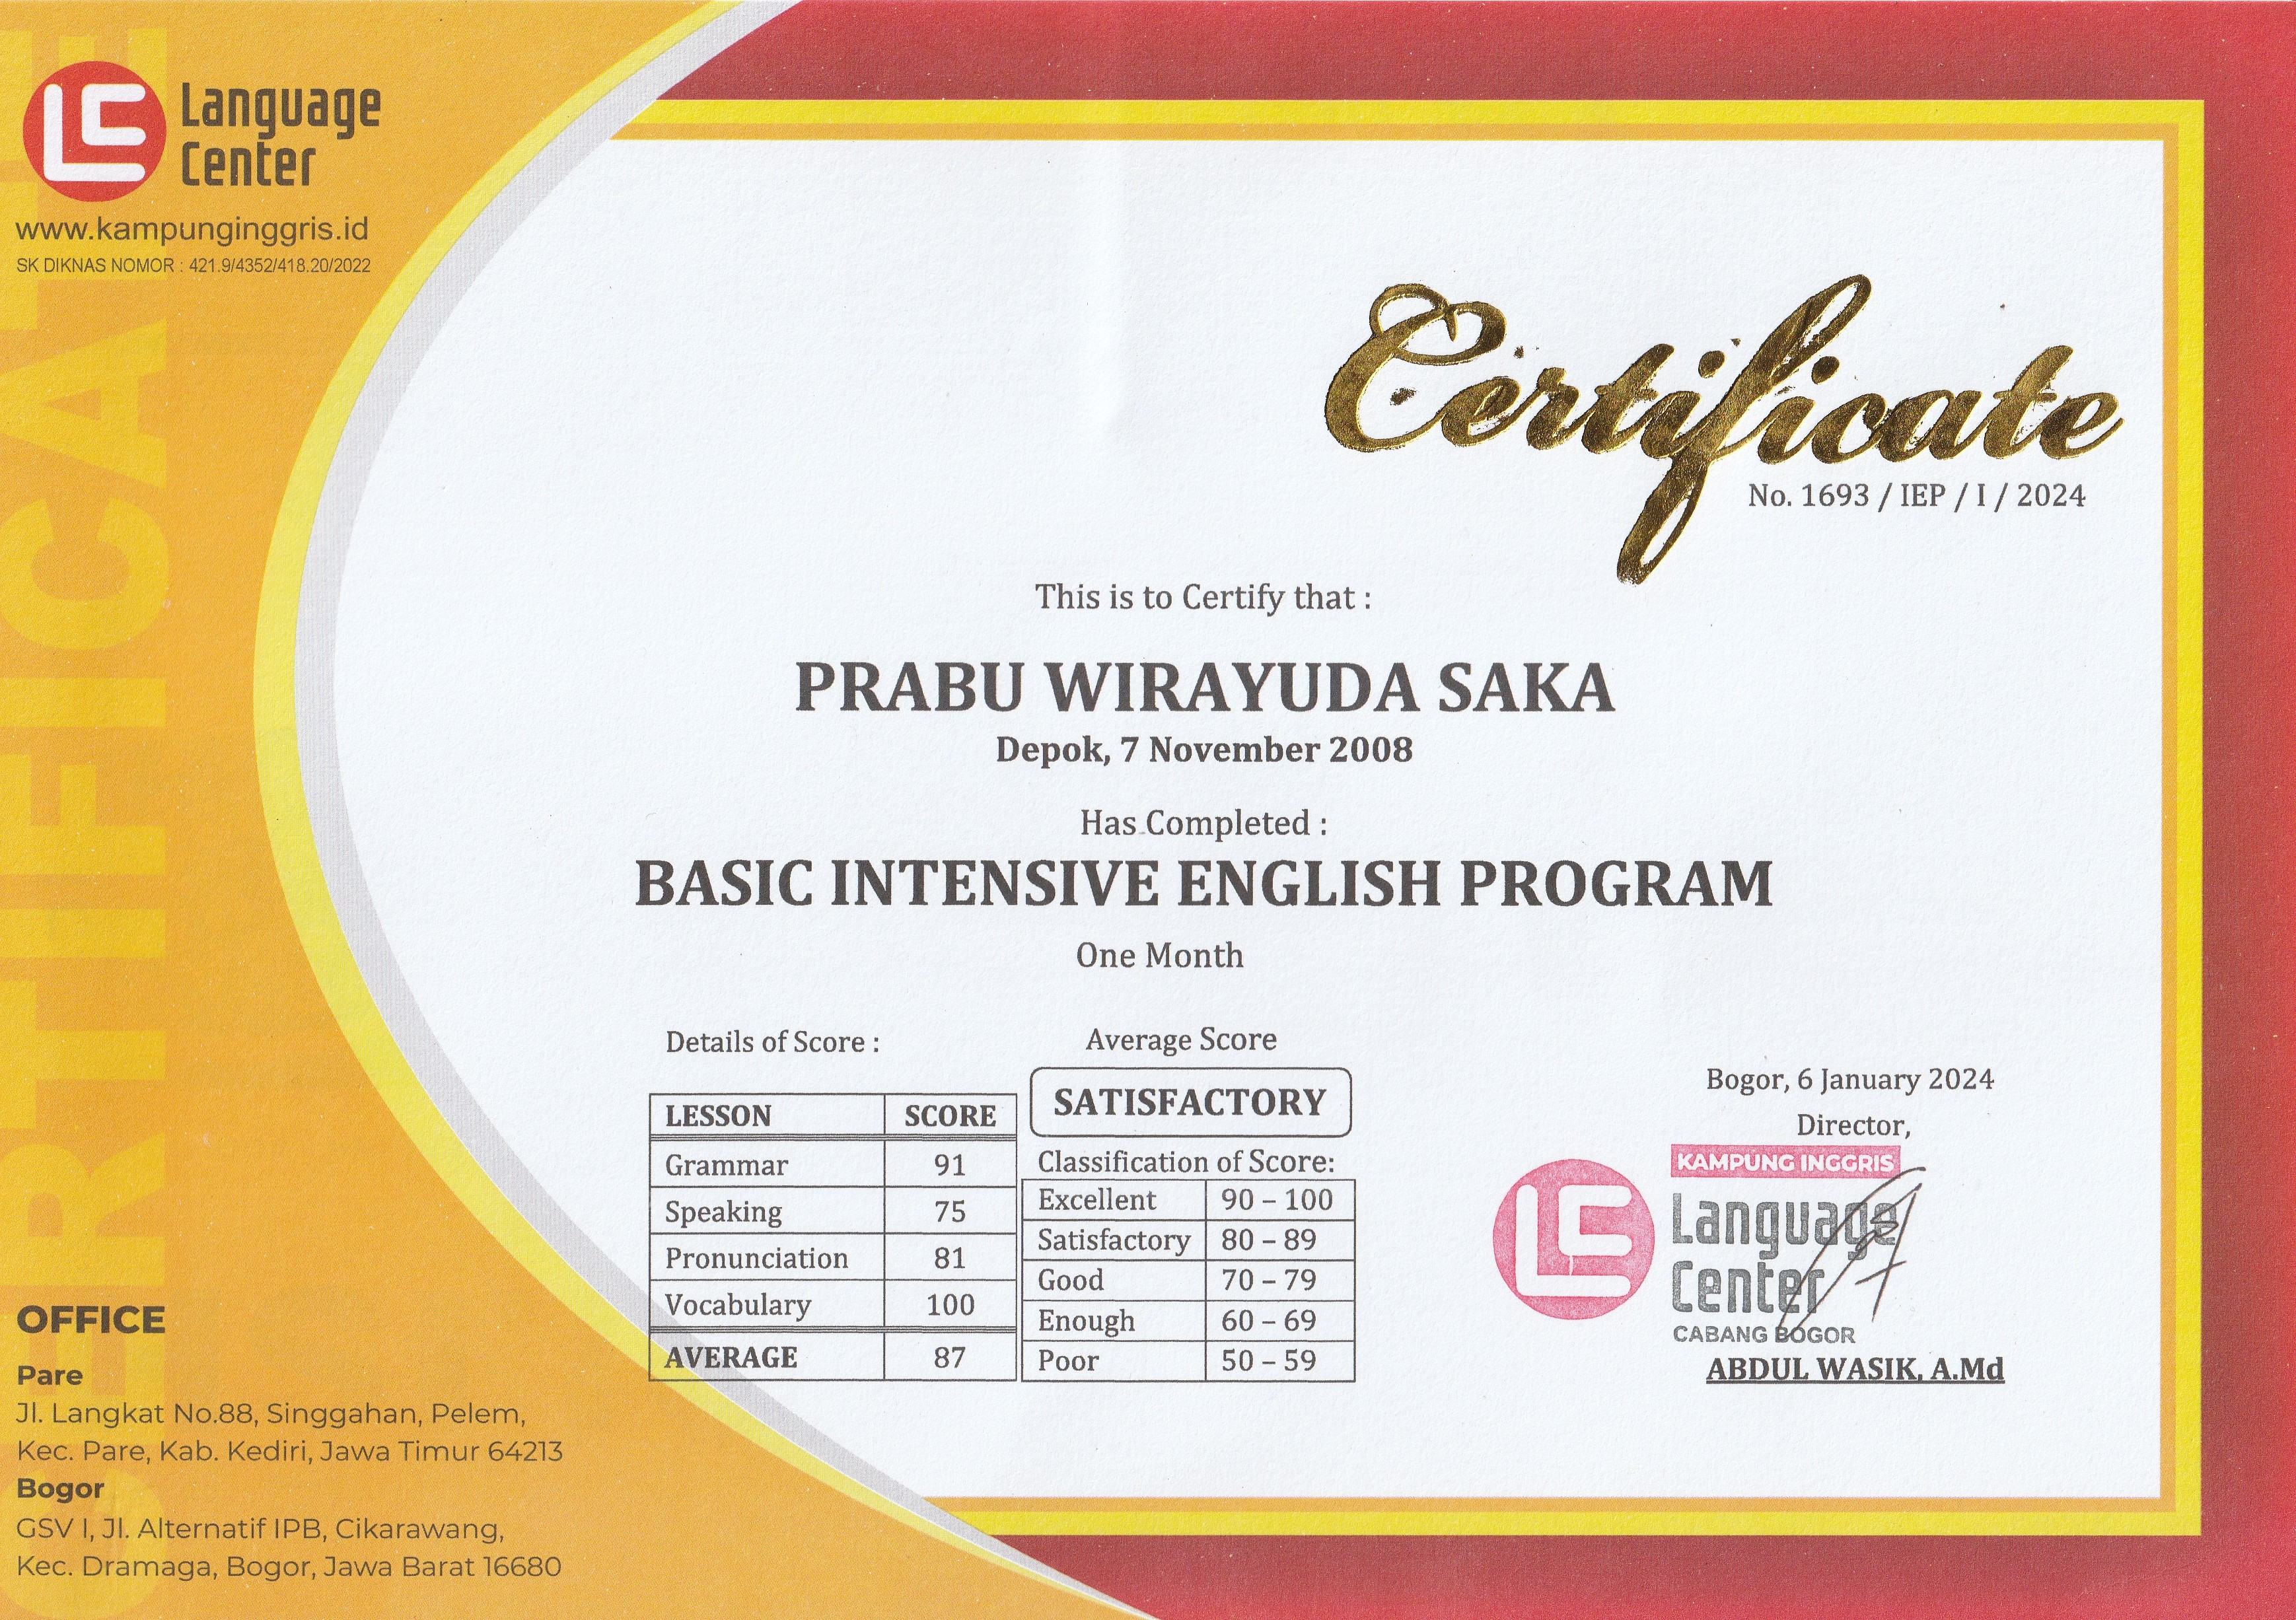 Language
Center
www.kampunginggris.id
SK DIKNAS NOMOR : 421.9/4352/418.20/2022
CERTIFICATE
Certificate
No. 1693 / IEP / I / 2024
This is to Certify that :
PRABU WIRAYUDA SAKA
Depok, 7 November 2008
Has Completed :
BASIC INTENSIVE ENGLISH PROGRAM
One Month
Details of Score :
LESSON SCORE
Grammar 91
Speaking 75
Pronunciation 81
Vocabulary 100
AVERAGE 87
Average Score
SATISFACTORY
Classification of Score:
Excellent 90 – 100
Satisfactory 80 – 89
Good 70 – 79
Enough 60 – 69
Poor 50 – 59
Bogor, 6 January 2024
Director,
KAMPUNG INGGRIS
Language
Center
CABANG BOGOR
ABDUL WASIK, A.Md
OFFICE
Pare
Jl. Langkat No.88, Singgahan, Pelem,
Kec. Pare, Kab. Kediri, Jawa Timur 64213
Bogor
GSV I, Jl. Alternatif IPB, Cikarawang,
Kec. Dramaga, Bogor, Jawa Barat 16680